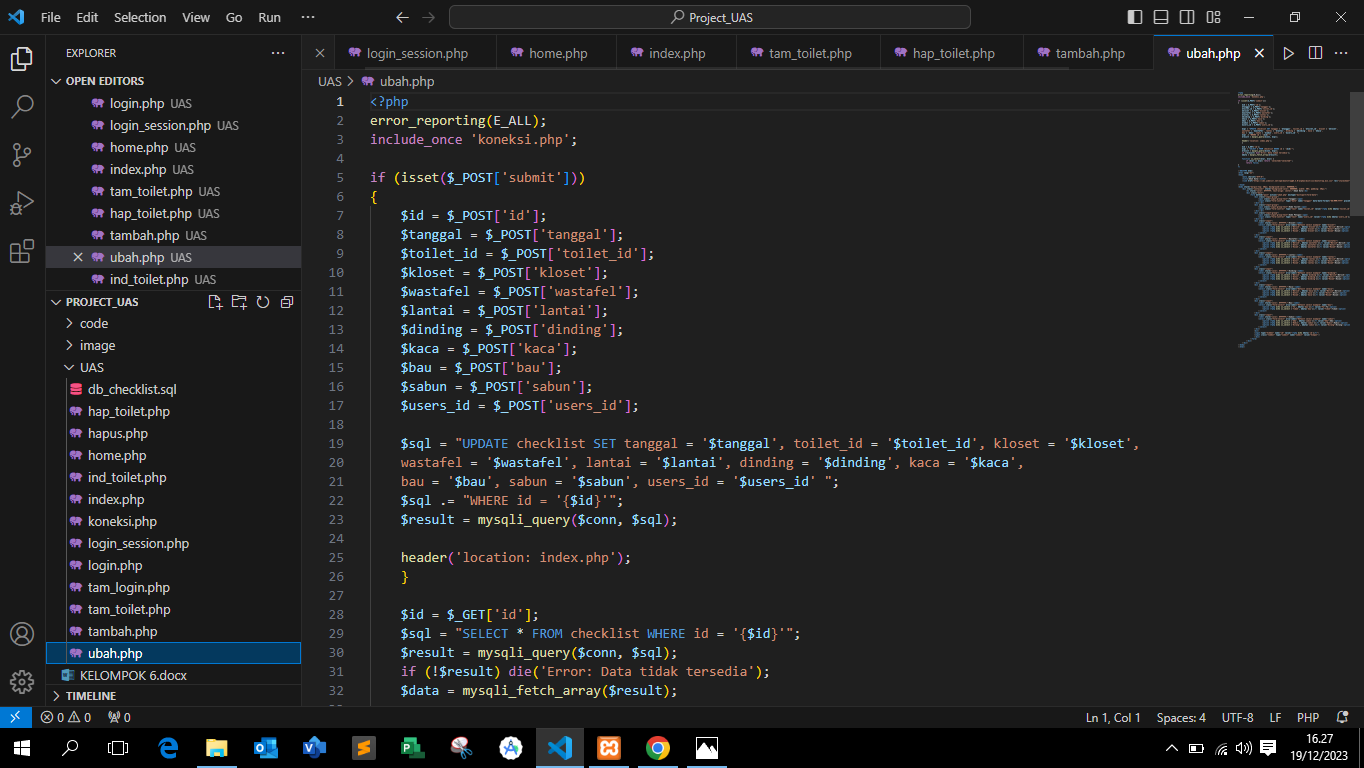 File Edit Selection View Go Run ··· Project_UAS
EXPLORER ···
OPEN EDITORS
login.php UAS
login_session.php UAS
home.php UAS
index.php UAS
tam_toilet.php UAS
hap_toilet.php UAS
tambah.php UAS
ubah.php UAS
ind_toilet.php UAS
PROJECT_UAS
code
image
UAS
db_checklist.sql
hap_toilet.php
hapus.php
home.php
ind_toilet.php
index.php
koneksi.php
login_session.php
login.php
tam_login.php
tam_toilet.php
tambah.php
ubah.php
KELOMPOK 6.docx
TIMELINE
login_session.php home.php index.php tam_toilet.php hap_toilet.php tambah.php ubah.php
UAS > ubah.php
1 <?php
2 error_reporting(E_ALL);
3 include_once 'koneksi.php';
4
5 if (isset($_POST['submit']))
6 {
7 $id = $_POST['id'];
8 $tanggal = $_POST['tanggal'];
9 $toilet_id = $_POST['toilet_id'];
10 $kloset = $_POST['kloset'];
11 $wastafel = $_POST['wastafel'];
12 $lantai = $_POST['lantai'];
13 $dinding = $_POST['dinding'];
14 $kaca = $_POST['kaca'];
15 $bau = $_POST['bau'];
16 $sabun = $_POST['sabun'];
17 $users_id = $_POST['users_id'];
18
19 $sql = "UPDATE checklist SET tanggal = '$tanggal', toilet_id = '$toilet_id', kloset = '$kloset',
20 wastafel = '$wastafel', lantai = '$lantai', dinding = '$dinding', kaca = '$kaca',
21 bau = '$bau', sabun = '$sabun', users_id = '$users_id' ";
22 $sql .= "WHERE id = '{$id}'";
23 $result = mysqli_query($conn, $sql);
24
25 header('location: index.php');
26 }
27
28 $id = $_GET['id'];
29 $sql = "SELECT * FROM checklist WHERE id = '{$id}'";
30 $result = mysqli_query($conn, $sql);
31 if (!$result) die('Error: Data tidak tersedia');
32 $data = mysqli_fetch_array($result);
0 0 0 Ln 1, Col 1 Spaces: 4 UTF-8 LF PHP
16.27
19/12/2023